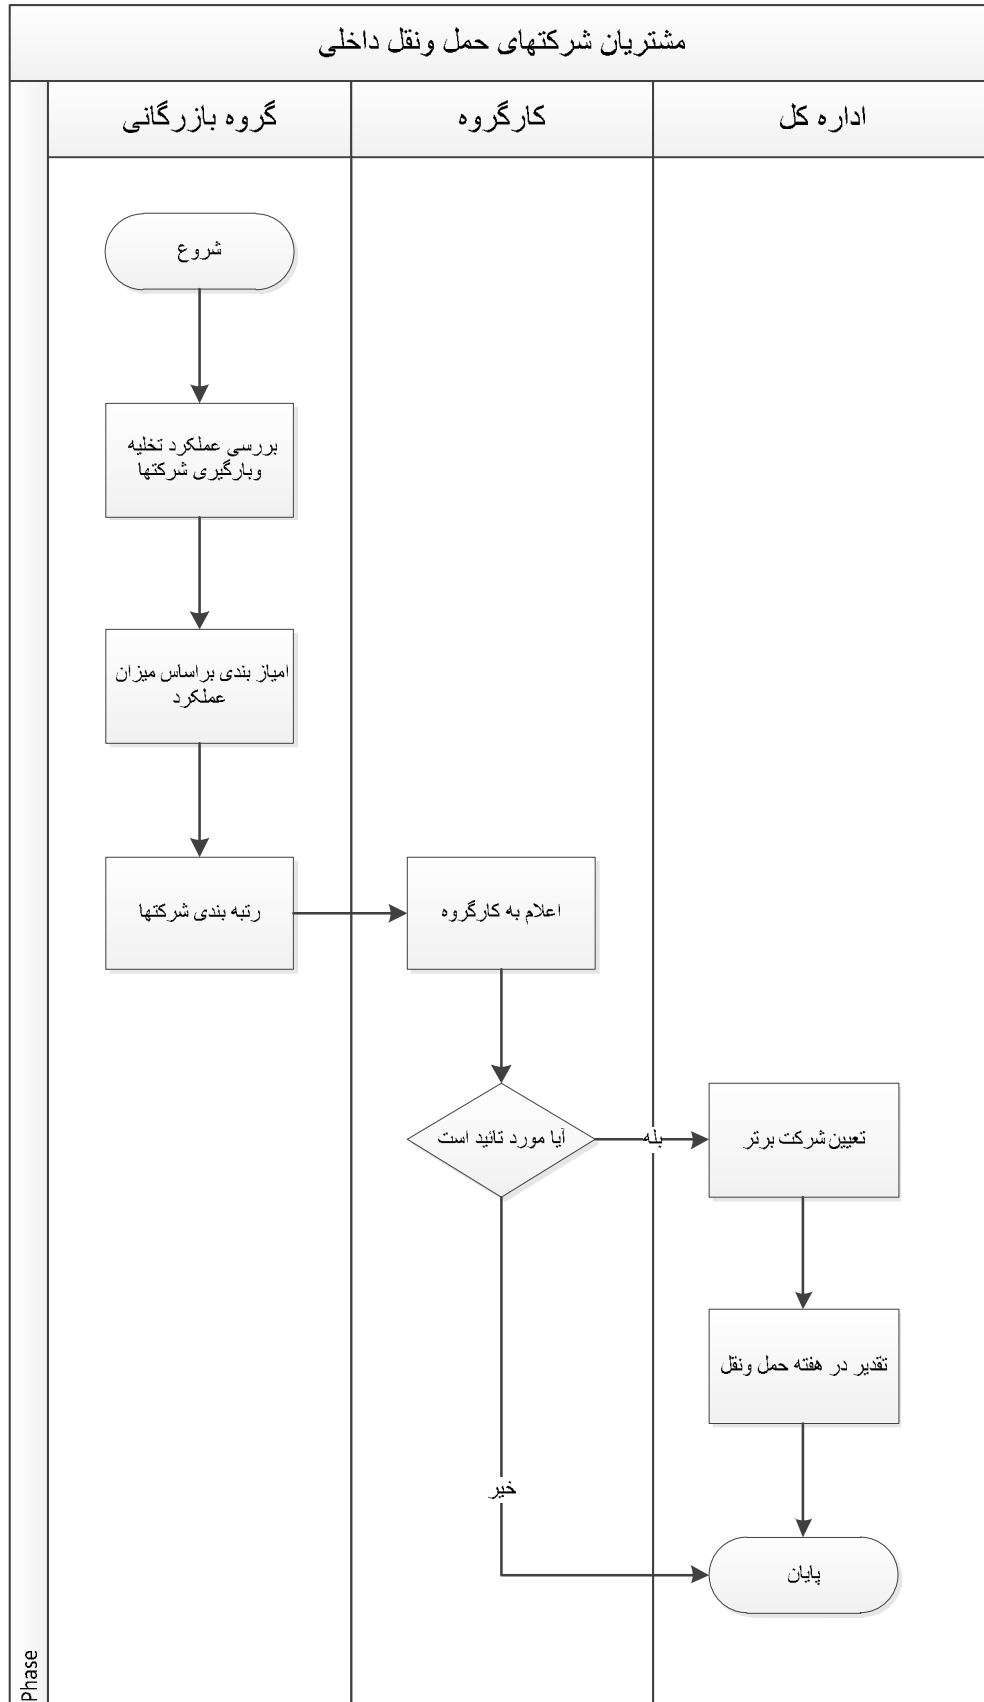 مشتریان شرکتهای حمل ونقل داخلی
گروه بازرگانی
کارگروه
اداره کل
شروع
بررسی عملکرد تخلیه
وبارگیری شرکتها
امیاز بندی براساس میزان
عملکرد
رتبه بندی شرکتها
اعلام به کارگروه
آیا مورد تائید است
بله
تعیین شرکت برتر
تقدیر در هفته حمل ونقل
خیر
پایان
Phase